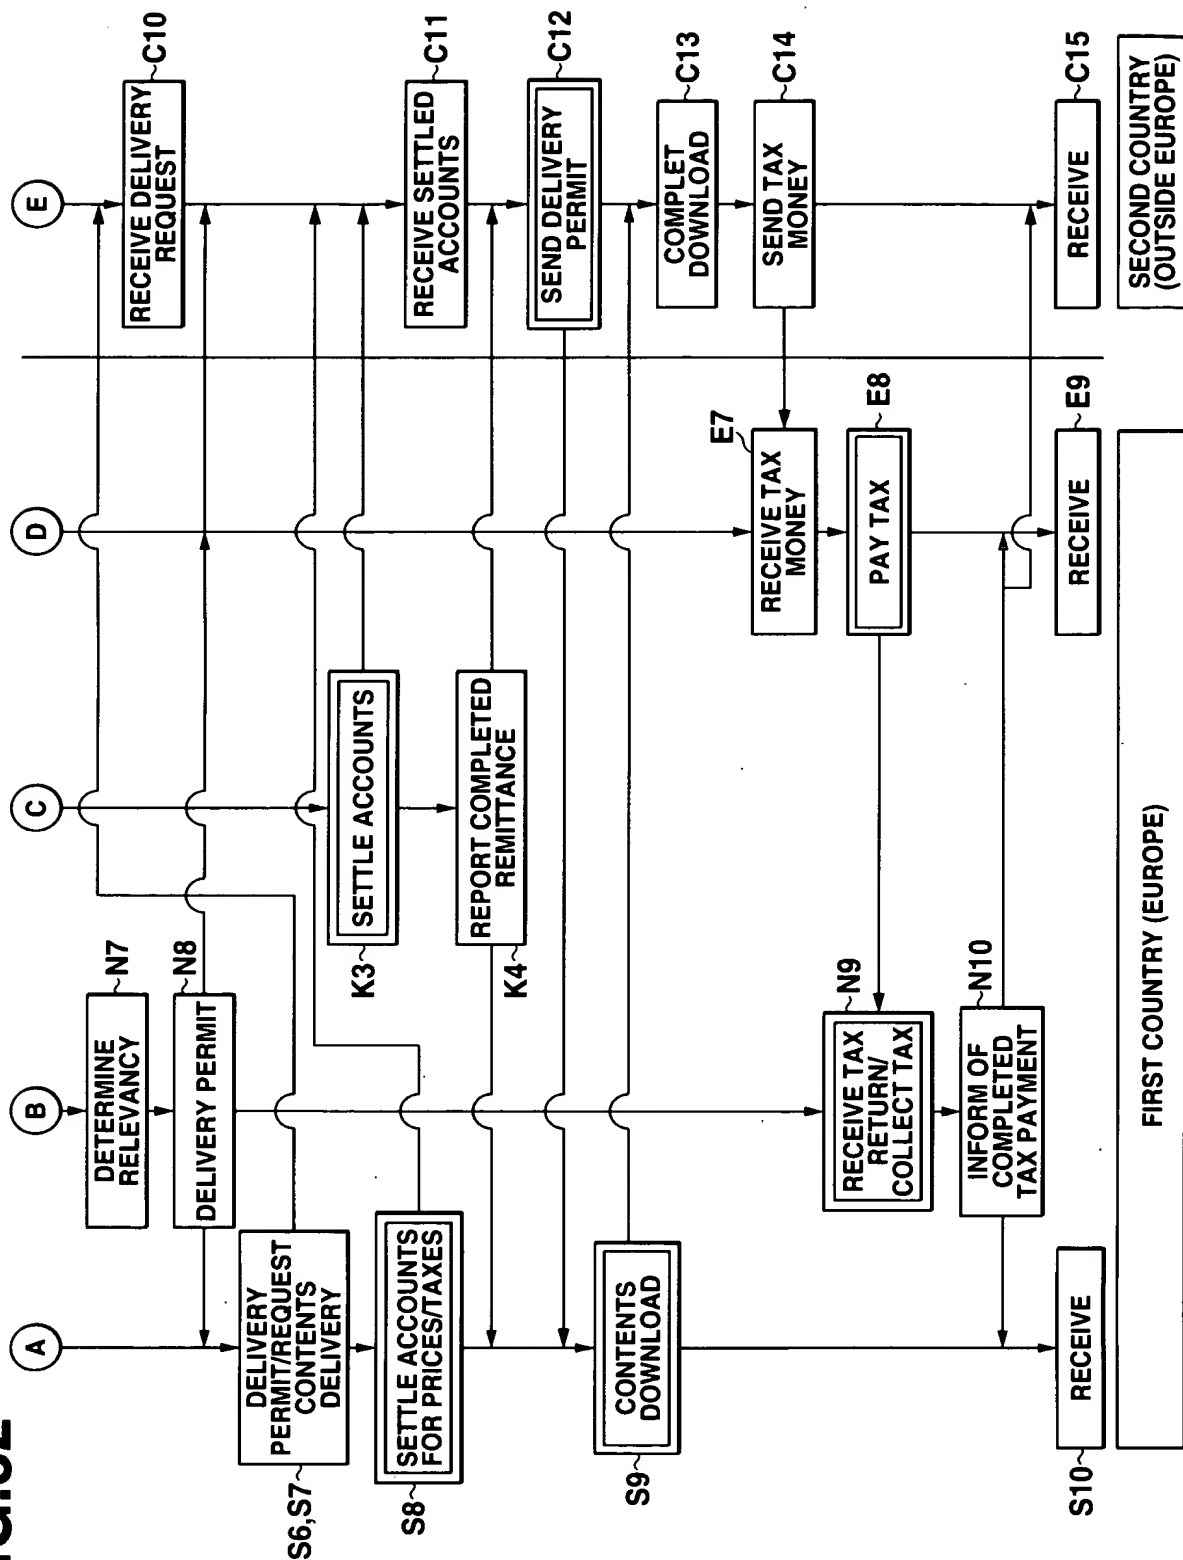 A
B
C
D
E
DETERMINE
RELEVANCY
N7
RECEIVE DELIVERY
REQUEST
C10
DELIVERY PERMIT
N8
DELIVERY
PERMIT/REQUEST
CONTENTS
DELIVERY
S6,S7
SETTLE ACCOUNTS
K3
SETTLE ACCOUNTS
FOR PRICES/TAXES
S8
RECEIVE SETTLED
ACCOUNTS
C11
REPORT COMPLETED
REMITTANCE
K4
SEND DELIVERY
PERMIT
C12
CONTENTS
DOWNLOAD
S9
COMPLET
DOWNLOAD
C13
SEND TAX
MONEY
C14
RECEIVE TAX
MONEY
E7
PAY TAX
E8
RECEIVE TAX
RETURN/
COLLECT TAX
N9
INFORM OF
COMPLETED
TAX PAYMENT
N10
RECEIVE
S10
RECEIVE
E9
RECEIVE
C15
FIRST COUNTRY (EUROPE)
SECOND COUNTRY
(OUTSIDE EUROPE)